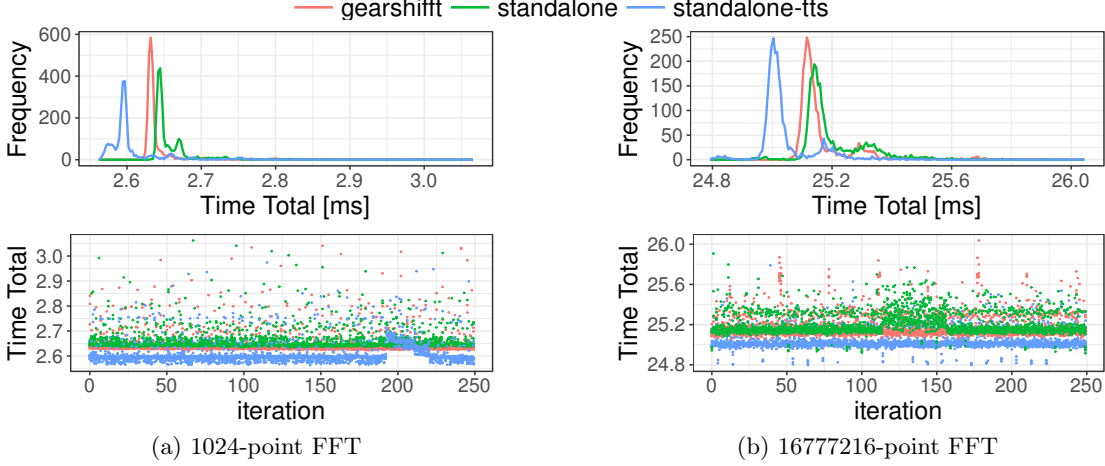 gearshifft standalone standalone-tts
Frequency
600
400
200
0
2.6 2.7 2.8 2.9 3.0
Time Total [ms]
Frequency
250
200
150
100
50
0
24.8 25.2 25.6 26.0
Time Total [ms]
Time Total
3.0
2.9
2.8
2.7
2.6
0 50 100 150 200 250
iteration
(a) 1024-point FFT
Time Total
26.0
25.6
25.2
24.8
0 50 100 150 200 250
iteration
(b) 16777216-point FFT